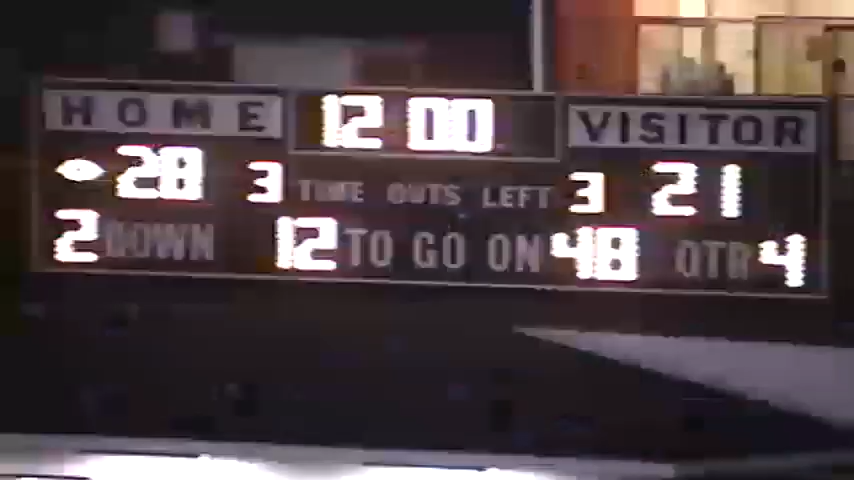 HOME 12 00 VISITOR
28 3 TIME OUTS LEFT 3 21
2 DOWN 12 TO GO ON 48 QTR 4